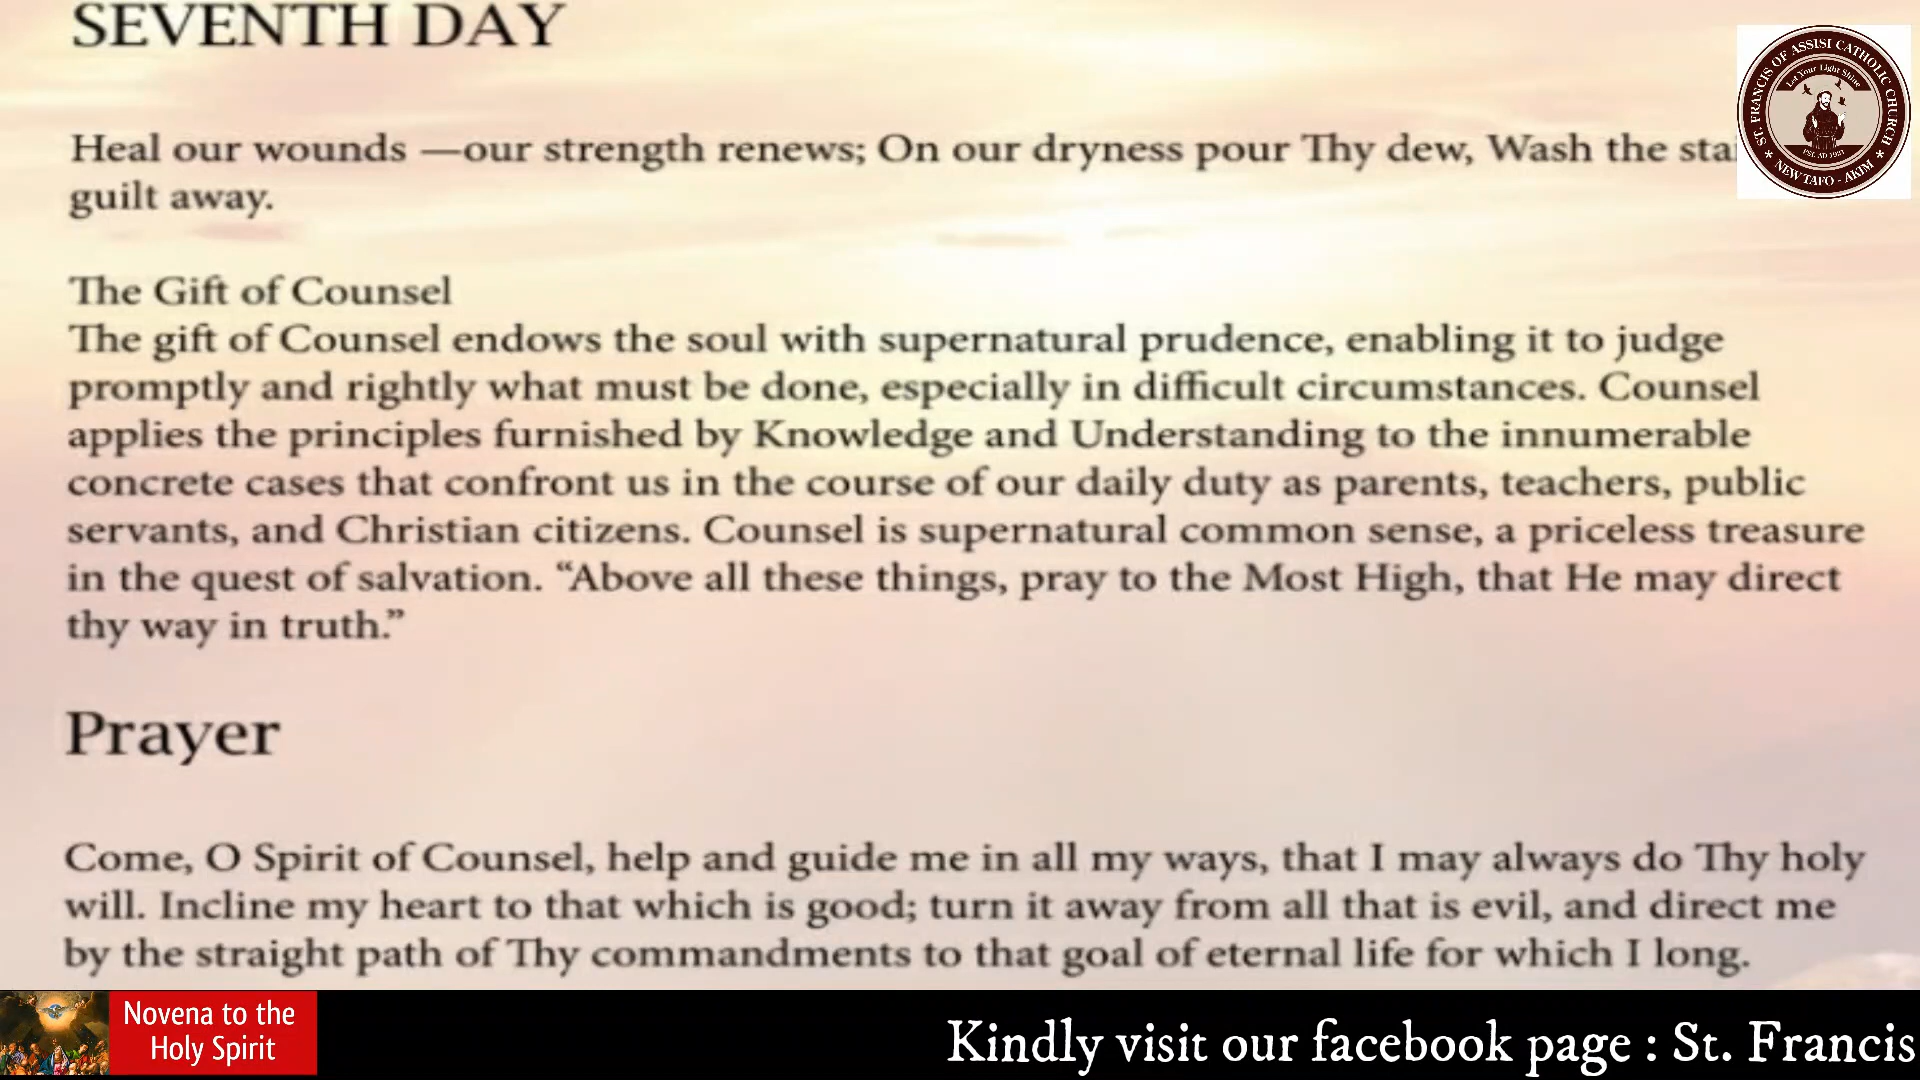 SEVENTH DAY
Heal our wounds —our strength renews; On our dryness pour Thy dew, Wash the
guilt away.
The Gift of Counsel
The gift of Counsel endows the soul with supernatural prudence, enabling it to judge
promptly and rightly what must be done, especially in difficult circumstances. Counsel
applies the principles furnished by Knowledge and Understanding to the innumerable
concrete cases that confront us in the course of our daily duty as parents, teachers, public
servants, and Christian citizens. Counsel is supernatural common sense, a priceless treasure
in the quest of salvation. “Above all these things, pray to the Most High, that He may direct
thy way in truth.”
Prayer
Come, O Spirit of Counsel, help and guide me in all my ways, that I may always do Thy holy
will. Incline my heart to that which is good; turn it away from all that is evil, and direct me
by the straight path of Thy commandments to that goal of eternal life for which I long.
ST. FRANCIS OF ASSISI CATHOLIC CHURCH
Let Your Light Shine
NEW TAFO - AKIM
Novena to the
Holy Spirit
Kindly visit our facebook page : St. Francis